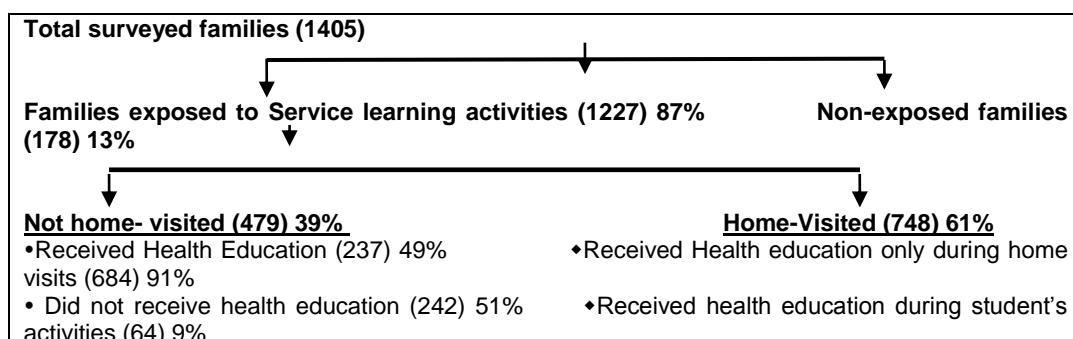 Total surveyed families (1405)
Families exposed to Service learning activities (1227) 87% Non-exposed families
(178) 13%
Not home- visited (479) 39% Home-Visited (748) 61%
•Received Health Education (237) 49% ◆Received Health education only during home
visits (684) 91%
• Did not receive health education (242) 51% ◆Received health education during student's
activities (64) 9%